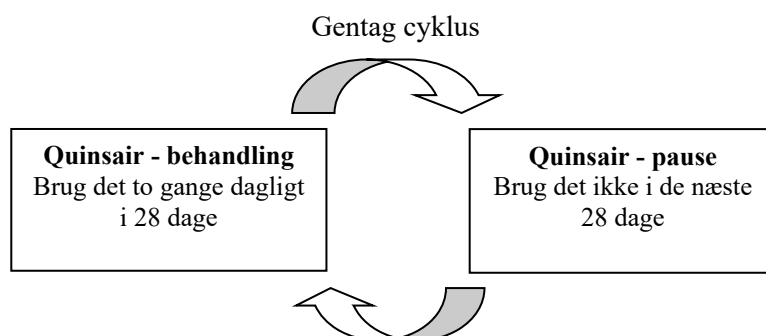 Gentag cyklus
Quinsair - behandling
Brug det to gange dagligt
i 28 dage
Quinsair - pause
Brug det ikke i de næste
28 dage